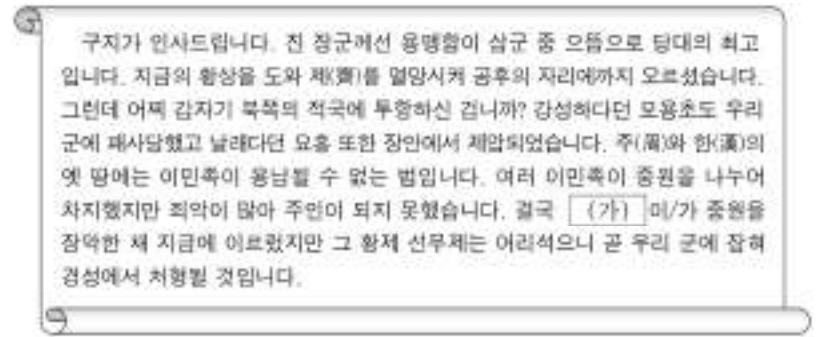 구지가 인사드립니다. 진 장군께선 용맹함이 삼군 중 으뜸으로 당대의 최고
입니다. 지금의 황상을 도와 제(齊)를 멸망시켜 공후의 자리에까지 오르셨습니다.
그런데 어찌 갑자기 북쪽의 적국에 투항하신 겁니까? 강성하다던 모용초도 우리
군에 패사당했고 날래다던 요홍 또한 장안에서 제압되었습니다. 주(周)와 한(漢)의
옛 땅에는 이민족이 용납될 수 없는 법입니다. 여러 이민족이 중원을 나누어
차지했지만 죄악이 많아 주인이 되지 못했습니다. 결국 (가) 이/가 중원을
장악한 채 지금에 이르렀지만 그 황제 선무제는 어리석으니 곧 우리 군에 잡혀
경성에서 처형될 것입니다.